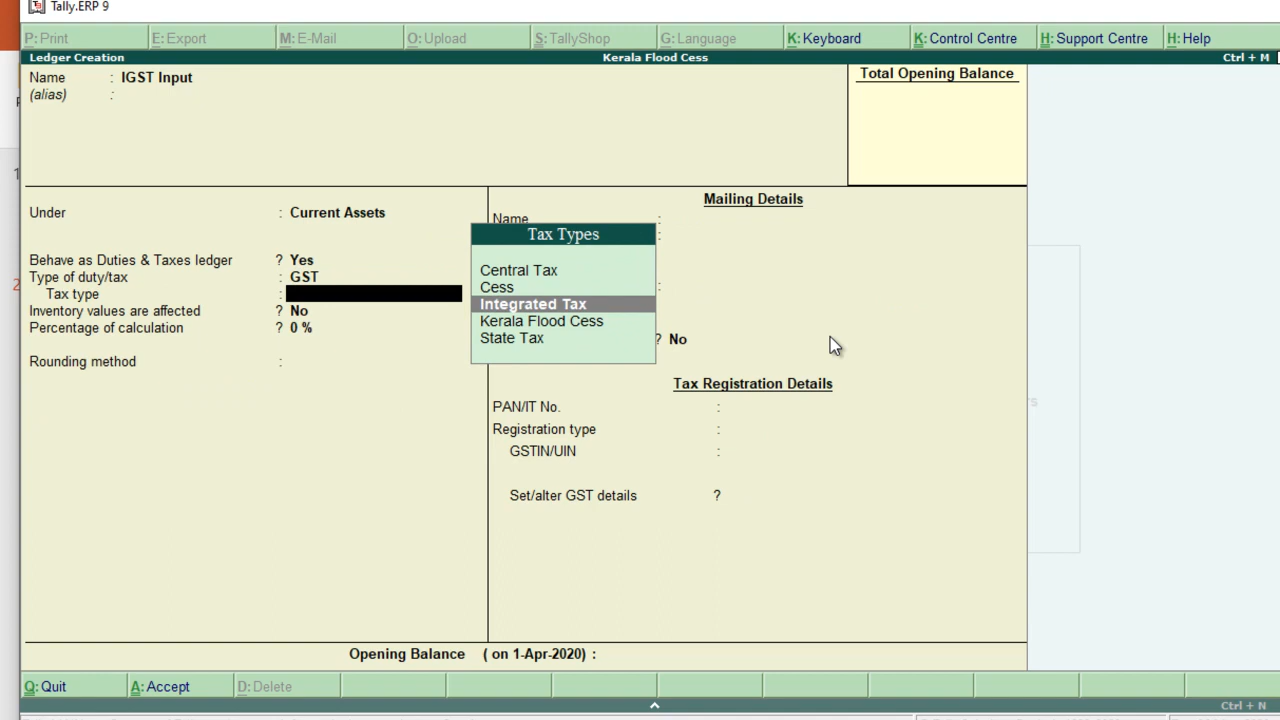 Tally.ERP 9
P: Print E: Export M: E-Mail O: Upload S: TallyShop G: Language K: Keyboard K: Control Centre H: Support Centre H: Help
Ledger Creation Kerala Flood Cess Ctrl + M
Name : IGST Input
(alias) :
Total Opening Balance
Under : Current Assets
Behave as Duties & Taxes ledger ? Yes
Type of duty/tax : GST
Tax type :
Inventory values are affected ? No
Percentage of calculation ? 0 %
Rounding method :
Mailing Details
Name :
:
:
? No
Tax Types
Central Tax
Cess
Integrated Tax
Kerala Flood Cess
State Tax
Tax Registration Details
PAN/IT No. :
Registration type :
GSTIN/UIN :
Set/alter GST details ?
Opening Balance ( on 1-Apr-2020) :
Q: Quit A: Accept D: Delete
Ctrl + N